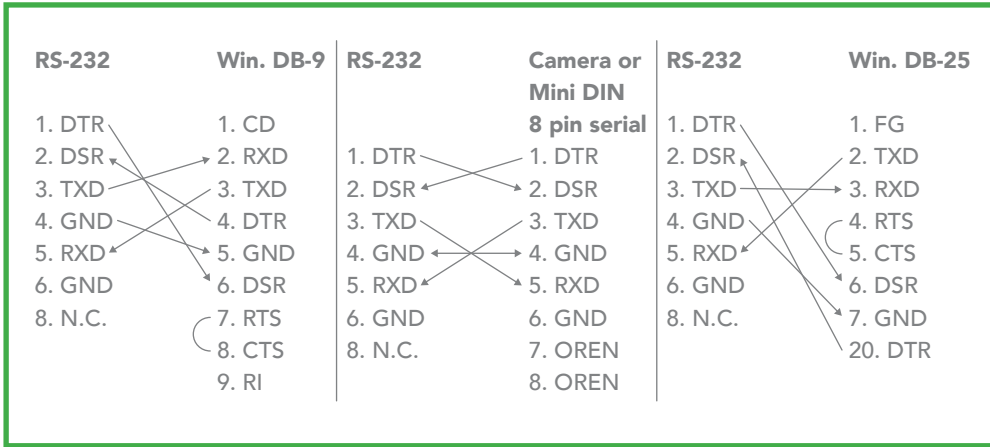 RS-232
Win. DB-9
1. DTR
2. DSR
3. TXD
4. GND
5. RXD
6. GND
8. N.C.
1. CD
2. RXD
3. TXD
4. DTR
5. GND
6. DSR
7. RTS
8. CTS
9. RI
RS-232
Camera or
Mini DIN
8 pin serial
1. DTR
2. DSR
3. TXD
4. GND
5. RXD
6. GND
8. N.C.
1. DTR
2. DSR
3. TXD
4. GND
5. RXD
6. GND
7. OREN
8. OREN
RS-232
Win. DB-25
1. DTR
2. DSR
3. TXD
4. GND
5. RXD
6. GND
8. N.C.
1. FG
2. TXD
3. RXD
4. RTS
5. CTS
6. DSR
7. GND
20. DTR